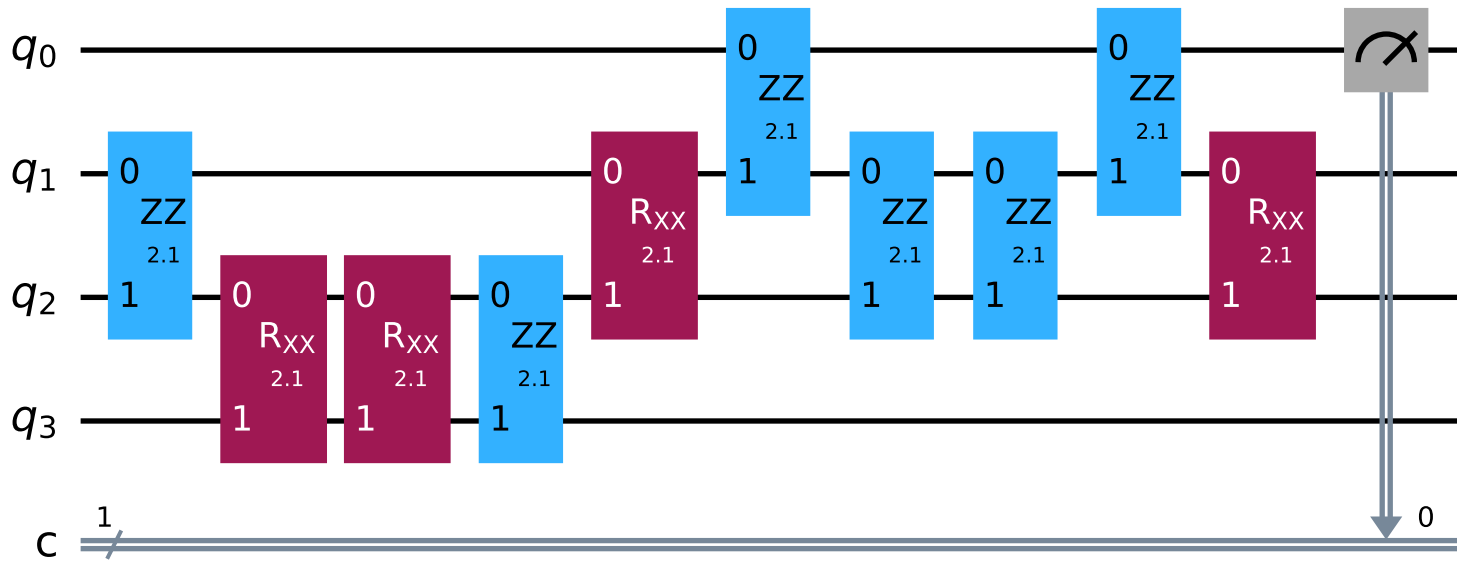 q0 0 0
ZZ ZZ
2.1 2.1
q1 0 0 1 0 0 1 0
ZZ RXX ZZ ZZ RXX
2.1 2.1 2.1 2.1 2.1
q2 1 0 0 0 1 1 1 1
RXX RXX ZZ
2.1 2.1 2.1
q3 1 1 1
1 0
c